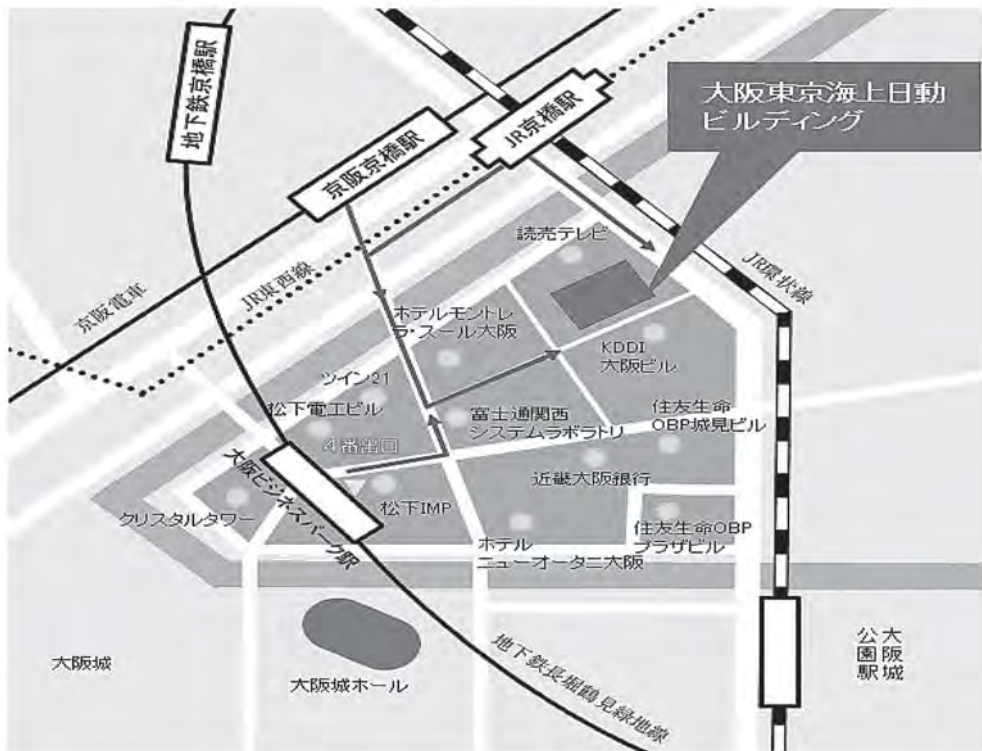 地下鉄京橋駅
京阪京橋駅
JR京橋駅
大阪東京海上日動
ビルディング
読売テレビ
JR環状線
京阪電車
JR東西線
ホテルモントレ
ラ・スール大阪
KDDI
大阪ビル
ツイン21
松下電工ビル
富士通関西
システムラボラトリ
住友生命
OBP城見ビル
4番出口
近畿大阪銀行
大阪ビジネスパーク駅
クリスタルタワー
松下IMP
ホテル
ニューオータニ大阪
住友生命OBP
プラザビル
大阪城
大阪城ホール
地下鉄長堀鶴見緑地線
大阪城
公園駅